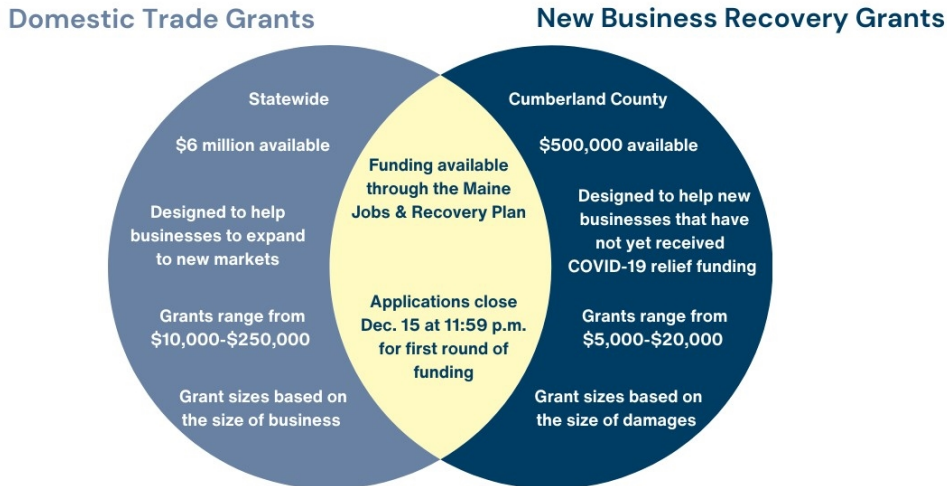 Domestic Trade Grants
New Business Recovery Grants
Statewide
$6 million available
Designed to help
businesses to expand
to new markets
Grants range from
$10,000-$250,000
Grant sizes based on
the size of business
Funding available
through the Maine
Jobs & Recovery Plan
Applications close
Dec. 15 at 11:59 p.m.
for first round of
funding
Cumberland County
$500,000 available
Designed to help new
businesses that have
not yet received
COVID-19 relief funding
Grants range from
$5,000-$20,000
Grant sizes based on
the size of damages